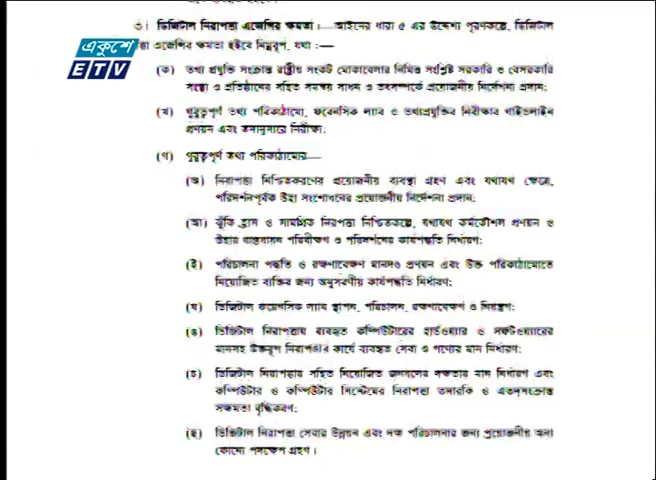 ৩। ডিজিটাল নিরাপত্তা এজেন্সির ক্ষমতা।— আইনের ধারা ৫ এর উদ্দেশ্য পূরণকল্পে, ডিজিটাল
একুশে
ETV
এজেন্সির ক্ষমতা হইবে নিম্নরূপ, যথা :—
(ক) তথ্য প্রযুক্তি সংক্রান্ত রাষ্ট্রীয় সংকট মোকাবেলার নিমিত্ত সংশ্লিষ্ট সরকারি ও বেসরকারি
সংস্থা ও প্রতিষ্ঠানের সহিত সমন্বয় সাধন ও তৎসম্পর্কে প্রয়োজনীয় নির্দেশনা প্রদান;
(খ) গুরুত্বপূর্ণ তথ্য পরিকাঠামো, ফরেনসিক ল্যাব ও তথ্যপ্রযুক্তির নিরীক্ষার গাইডলাইন
প্রণয়ন এবং তদানুসারে নিরীক্ষা;
(গ) গুরুত্বপূর্ণ তথ্য পরিকাঠামোর—
(অ) নিরাপত্তা নিশ্চিতকরণের প্রয়োজনীয় ব্যবস্থা গ্রহণ এবং যথাযথ ক্ষেত্রে,
পরিদর্শনপূর্বক উহা সংশোধনের প্রয়োজনীয় নির্দেশনা প্রদান;
(আ) ঝুঁকি হ্রাস ও সামগ্রিক নিরাপত্তা নিশ্চিতকল্পে, যথাযথ কর্মকৌশল প্রণয়ন ও
উহার বাস্তবায়ন পরিবীক্ষণ ও পরিদর্শনের কার্যপদ্ধতি নির্ধারণ;
(ই) পরিচালনা পদ্ধতি ও রক্ষণাবেক্ষণ মানদণ্ড প্রণয়ন এবং উক্ত পরিকাঠামোতে
নিয়োজিত ব্যক্তির জন্য অনুসরণীয় কার্যপদ্ধতি নির্ধারণ;
(ঘ) ডিজিটাল ফরেনসিক ল্যাব স্থাপন, পরিচালন, রক্ষণাবেক্ষণ ও নিয়ন্ত্রণ;
(ঙ) ডিজিটাল নিরাপত্তায় ব্যবহৃত কম্পিউটারের হার্ডওয়্যার ও সফটওয়্যারের
মানসহ উক্তরূপ নিরাপত্তার কার্যে ব্যবহৃত সেবা ও পণ্যের মান নির্ধারণ;
(চ) ডিজিটাল নিরাপত্তার সহিত নিয়োজিত জনবলের দক্ষতার মান নির্ধারণ এবং
কম্পিউটার ও কম্পিউটার সিস্টেমের নিরাপত্তা তদারকি ও এতদ্‌সংক্রান্ত
সক্ষমতা বৃদ্ধিকরণ;
(ছ) ডিজিটাল নিরাপত্তা সেবার উন্নয়ন এবং দক্ষ পরিচালনার জন্য প্রয়োজনীয় অন্য
কোনো পদক্ষেপ গ্রহণ।